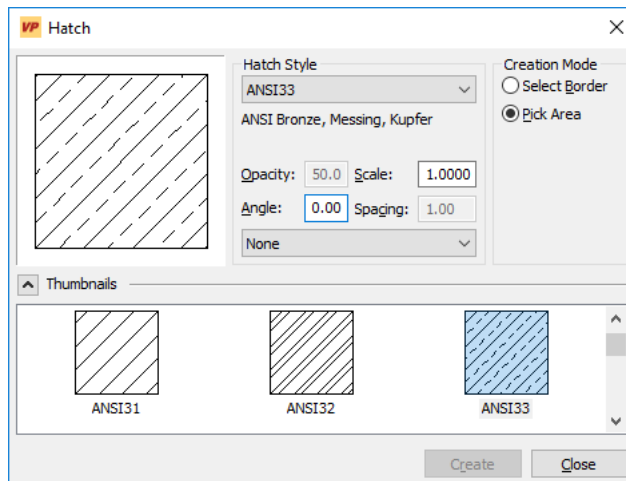 VP Hatch
Hatch Style
ANSI33
ANSI Bronze, Messing, Kupfer
Opacity: 50.0 Scale: 1.0000
Angle: 0.00 Spacing: 1.00
None
Creation Mode
Select Border
Pick Area
Thumbnails
ANSI31 ANSI32 ANSI33
Create Close